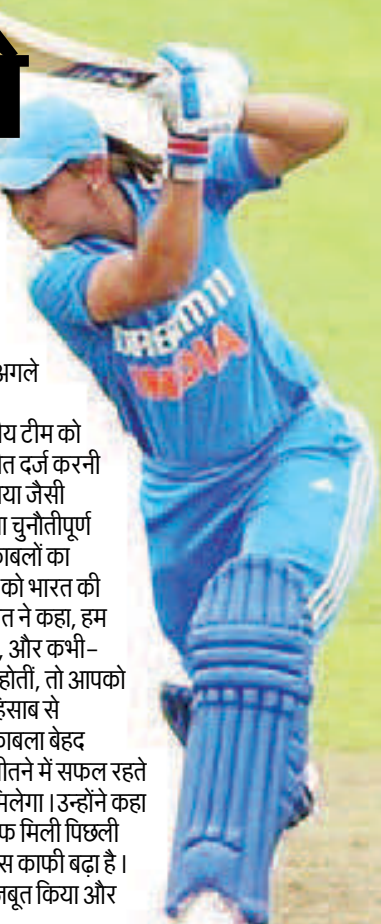 DREAM11
INDIA
अगले
य टीम को
त दर्ज करनी
या जैसी
ा चुनौतीपूर्ण
काबलों का
को भारत की
त ने कहा, हम
, और कभी-
होतीं, तो आपको
हिसाब से
काबला बेहद
ीतने में सफल रहते
मिलेगा । उन्होंने कहा
फ मिली पिछली
स काफी बढ़ा है ।
जबूत किया और